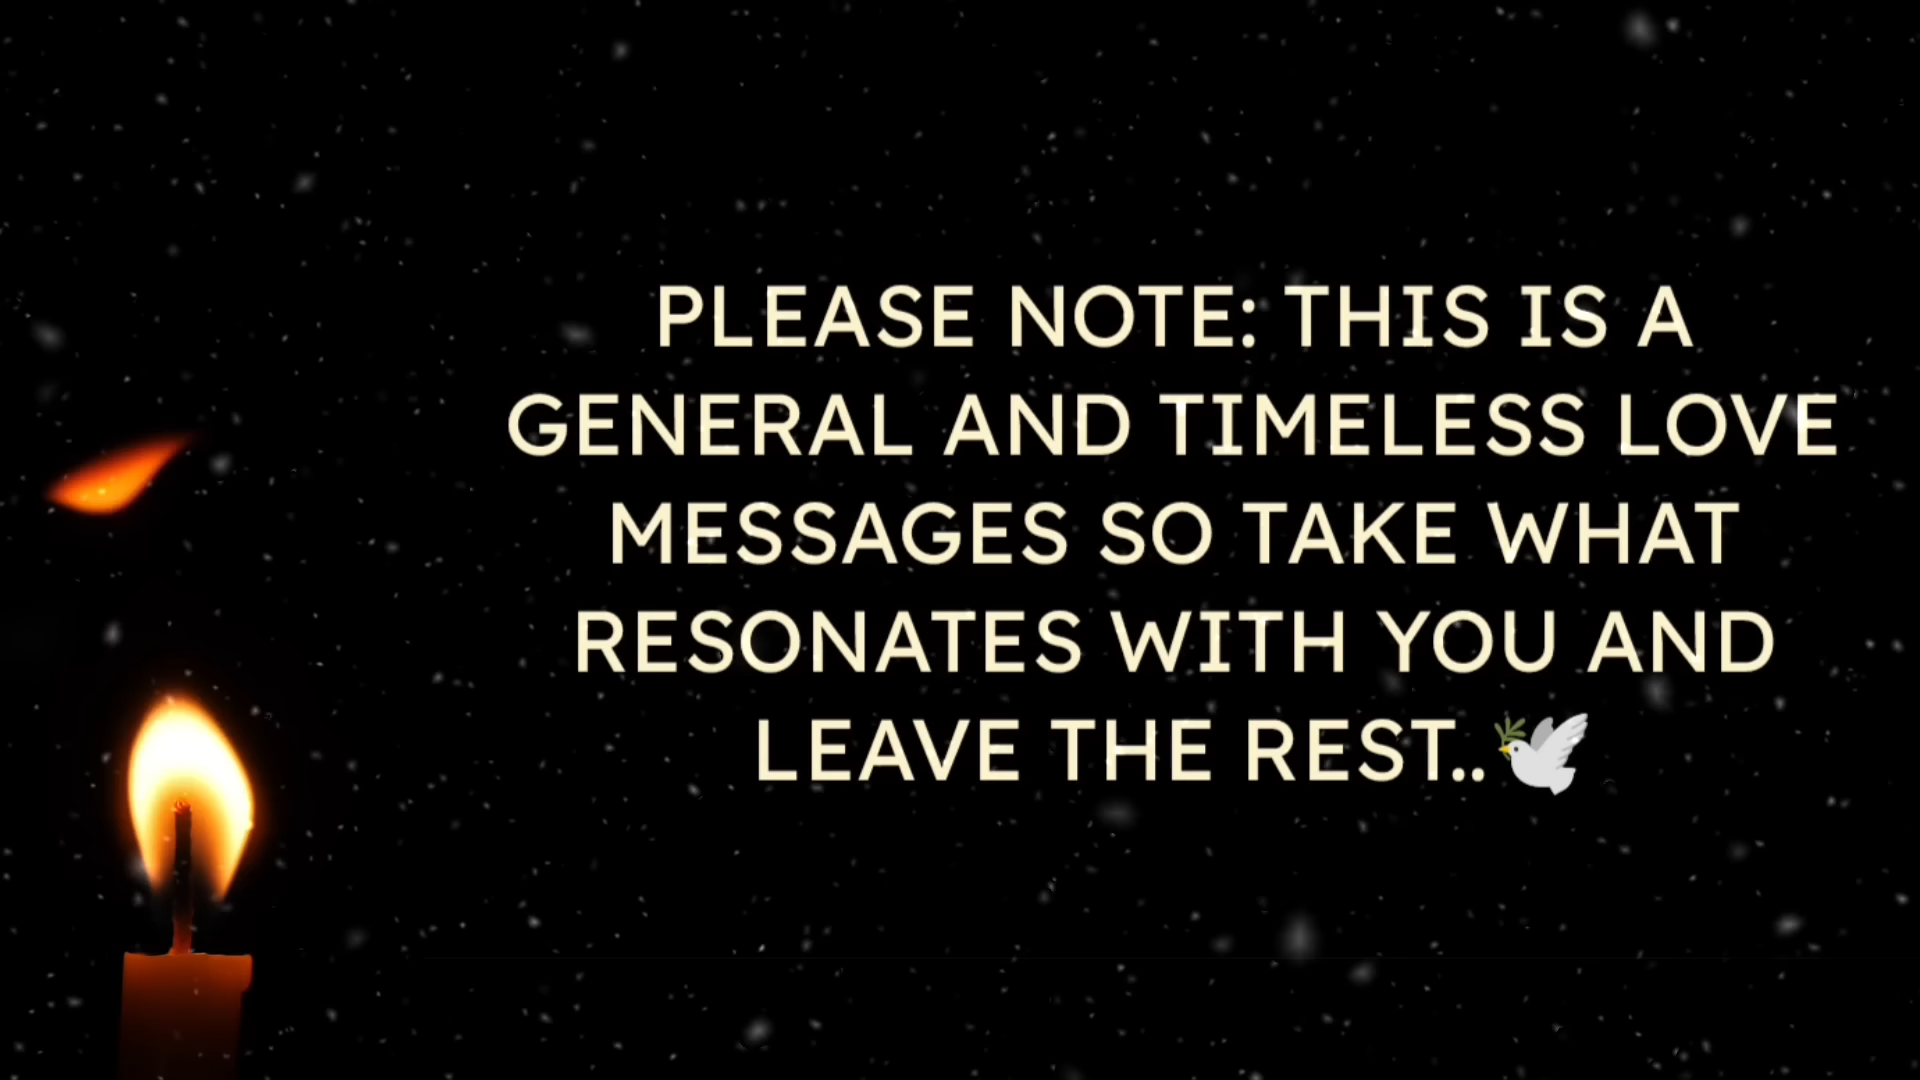 PLEASE NOTE: THIS IS A
GENERAL AND TIMELESS LOVE
MESSAGES SO TAKE WHAT
RESONATES WITH YOU AND
LEAVE THE REST..🕊️